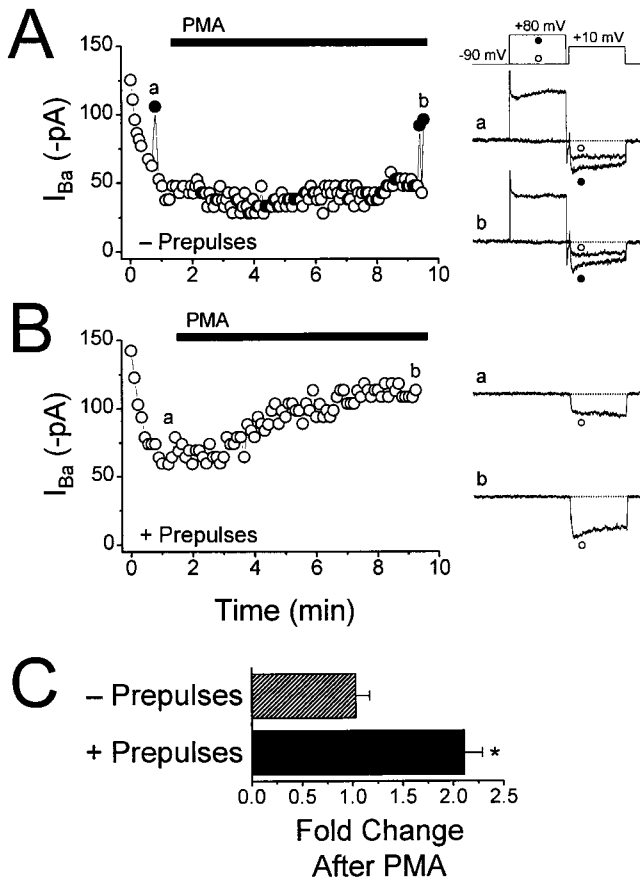 A
PMA
150
100
50
0
I_Ba (-pA)
a
b
– Prepulses
0 2 4 6 8 10
+80 mV
-90 mV
+10 mV
a
b
B
PMA
150
100
50
0
I_Ba (-pA)
a
b
+ Prepulses
0 2 4 6 8 10
Time (min)
a
b
C
– Prepulses
+ Prepulses
*
0.0 0.5 1.0 1.5 2.0 2.5
Fold Change
After PMA